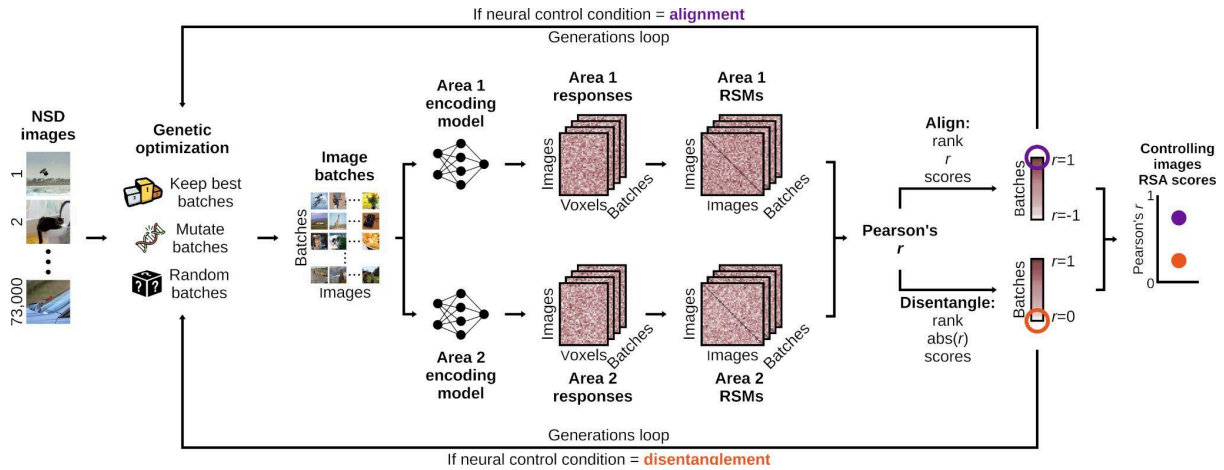 If neural control condition = alignment
Generations loop
NSD
images
1
2
73,000
Genetic
optimization
Keep best
batches
Mutate
batches
? ?
?
Random
batches
Image
batches
Batches
Images
Area 1
encoding
model
Area 1
responses
Images
Voxels
Batches
Area 1
RSMs
Images
Images
Batches
Area 2
encoding
model
Images
Voxels
Batches
Area 2
responses
Images
Images
Batches
Area 2
RSMs
Pearson's
r
Align:
rank
r
scores
Batches
r=1
r=-1
Disentangle:
rank
abs(r)
scores
Batches
r=1
r=0
Controlling
images
RSA scores
1
Pearson's r
0
Generations loop
If neural control condition = disentanglement